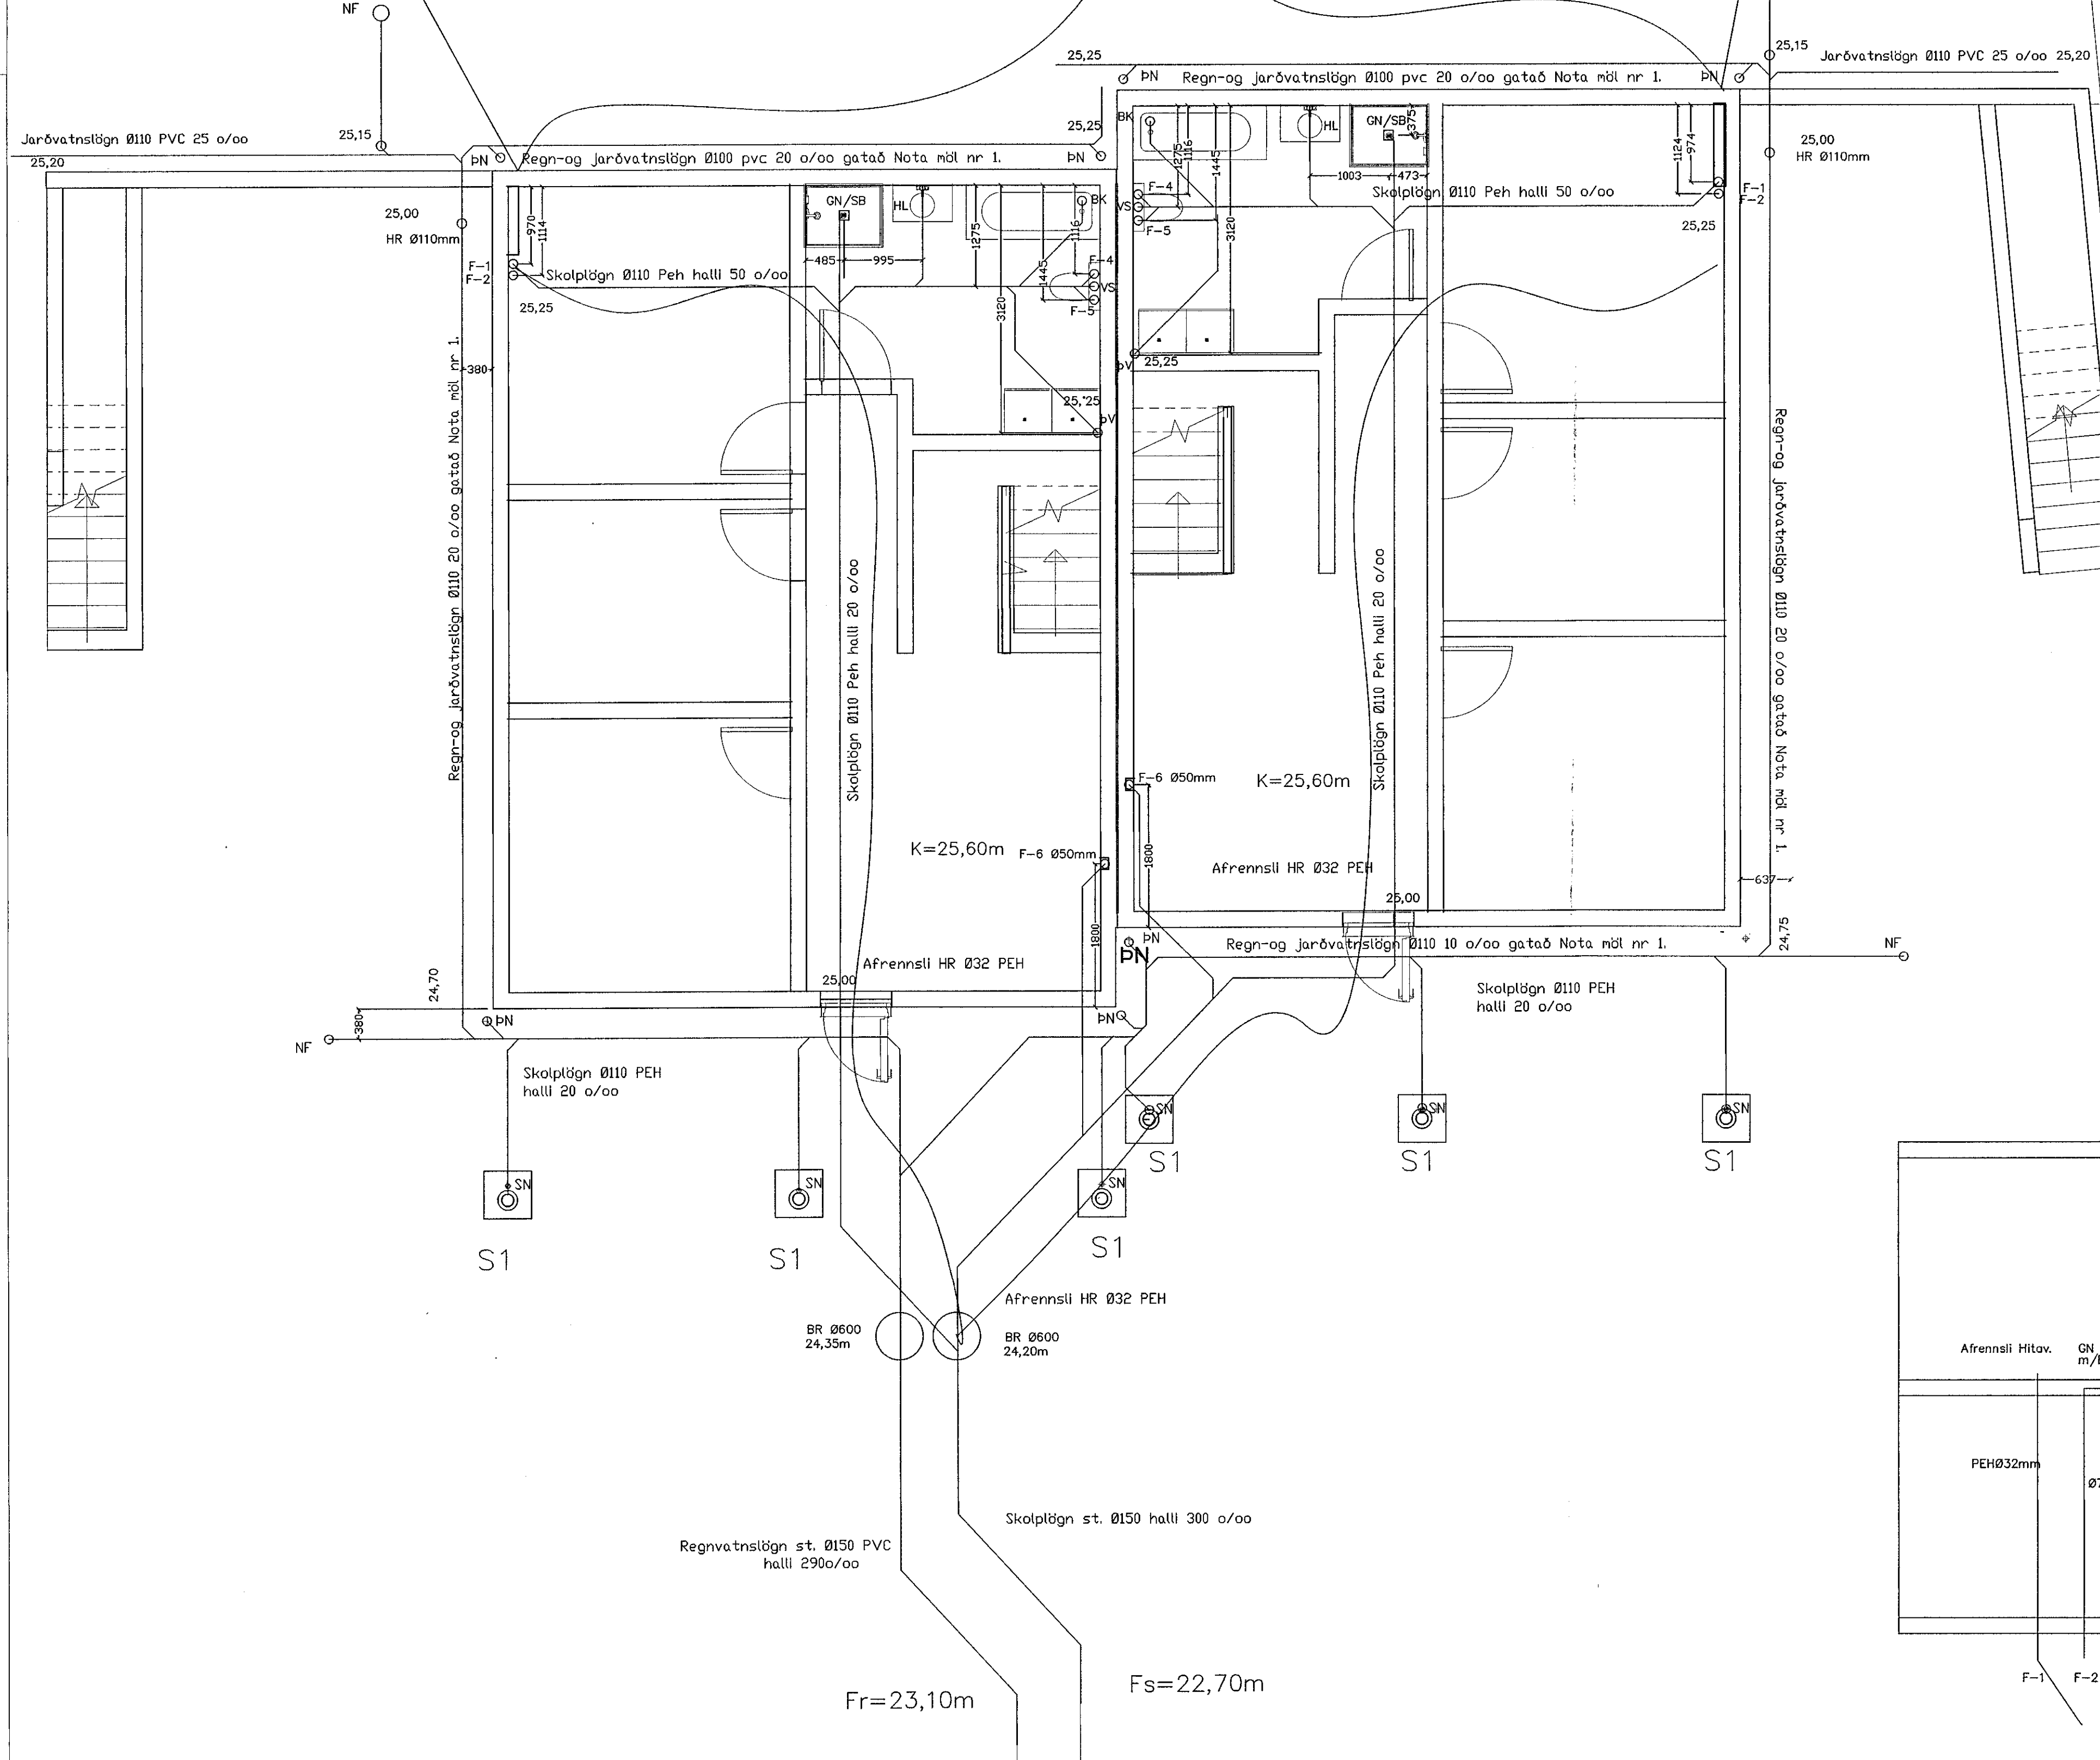 NF
25,25
ÞN
Regn-og jarðvatnslögn Ø100 pvc 20 o/oo gatað Nota möl nr 1.
ÞN
25,15
Jarðvatnslögn Ø110 PVC 25 o/oo 25,20
Jarðvatnslögn Ø110 PVC 25 o/oo
25,20
25,15
ÞN
Regn-og jarðvatnslögn Ø100 pvc 20 o/oo gatað Nota möl nr 1.
25,25
ÞN
25,00
HR Ø110mm
25,00
HR Ø110mm
F-1
F-2
25,25
970
1114
Skolplögn Ø110 Peh halli 50 o/oo
GN/SB
HL
485
995
1275
3120
1445
1116
BK
F-4
VS
F-5
25,25
ÞV
BK
F-4
VS
F-5
1275
1116
1445
3120
HL
GN/SB
375
1003
473
Skolplögn Ø110 Peh halli 50 o/oo
1124
974
F-1
F-2
25,25
ÞV
25,25
380
Regn-og jarðvatnslögn Ø110 20 o/oo gatað Nota möl nr 1.
Skolplögn Ø110 Peh halli 20 o/oo
Skolplögn Ø110 Peh halli 20 o/oo
Regn-og jarðvatnslögn Ø110 20 o/oo gatað Nota möl nr 1.
K=25,60m
F-6 Ø50mm
1800
F-6 Ø50mm
K=25,60m
1800
Afrennsli HR Ø32 PEH
25,00
637
24,75
Afrennsli HR Ø32 PEH
25,00
ÞN
ÞN
Regn-og jarðvatnslögn Ø110 10 o/oo gatað Nota möl nr 1.
NF
24,70
380
NF
ÞN
ÞN
Skolplögn Ø110 PEH
halli 20 o/oo
Skolplögn Ø110 PEH
halli 20 o/oo
SN
S1
SN
S1
SN
S1
SN
S1
SN
S1
SN
S1
Afrennsli HR Ø32 PEH
BR Ø600
24,35m
BR Ø600
24,20m
Afrennsli Hitav.
GN
PEHØ32mm
Skolplögn st. Ø150 halli 300 o/oo
Regnvatnslögn st. Ø150 PVC
halli 290o/oo
Fr=23,10m
Fs=22,70m
F-1
F-2